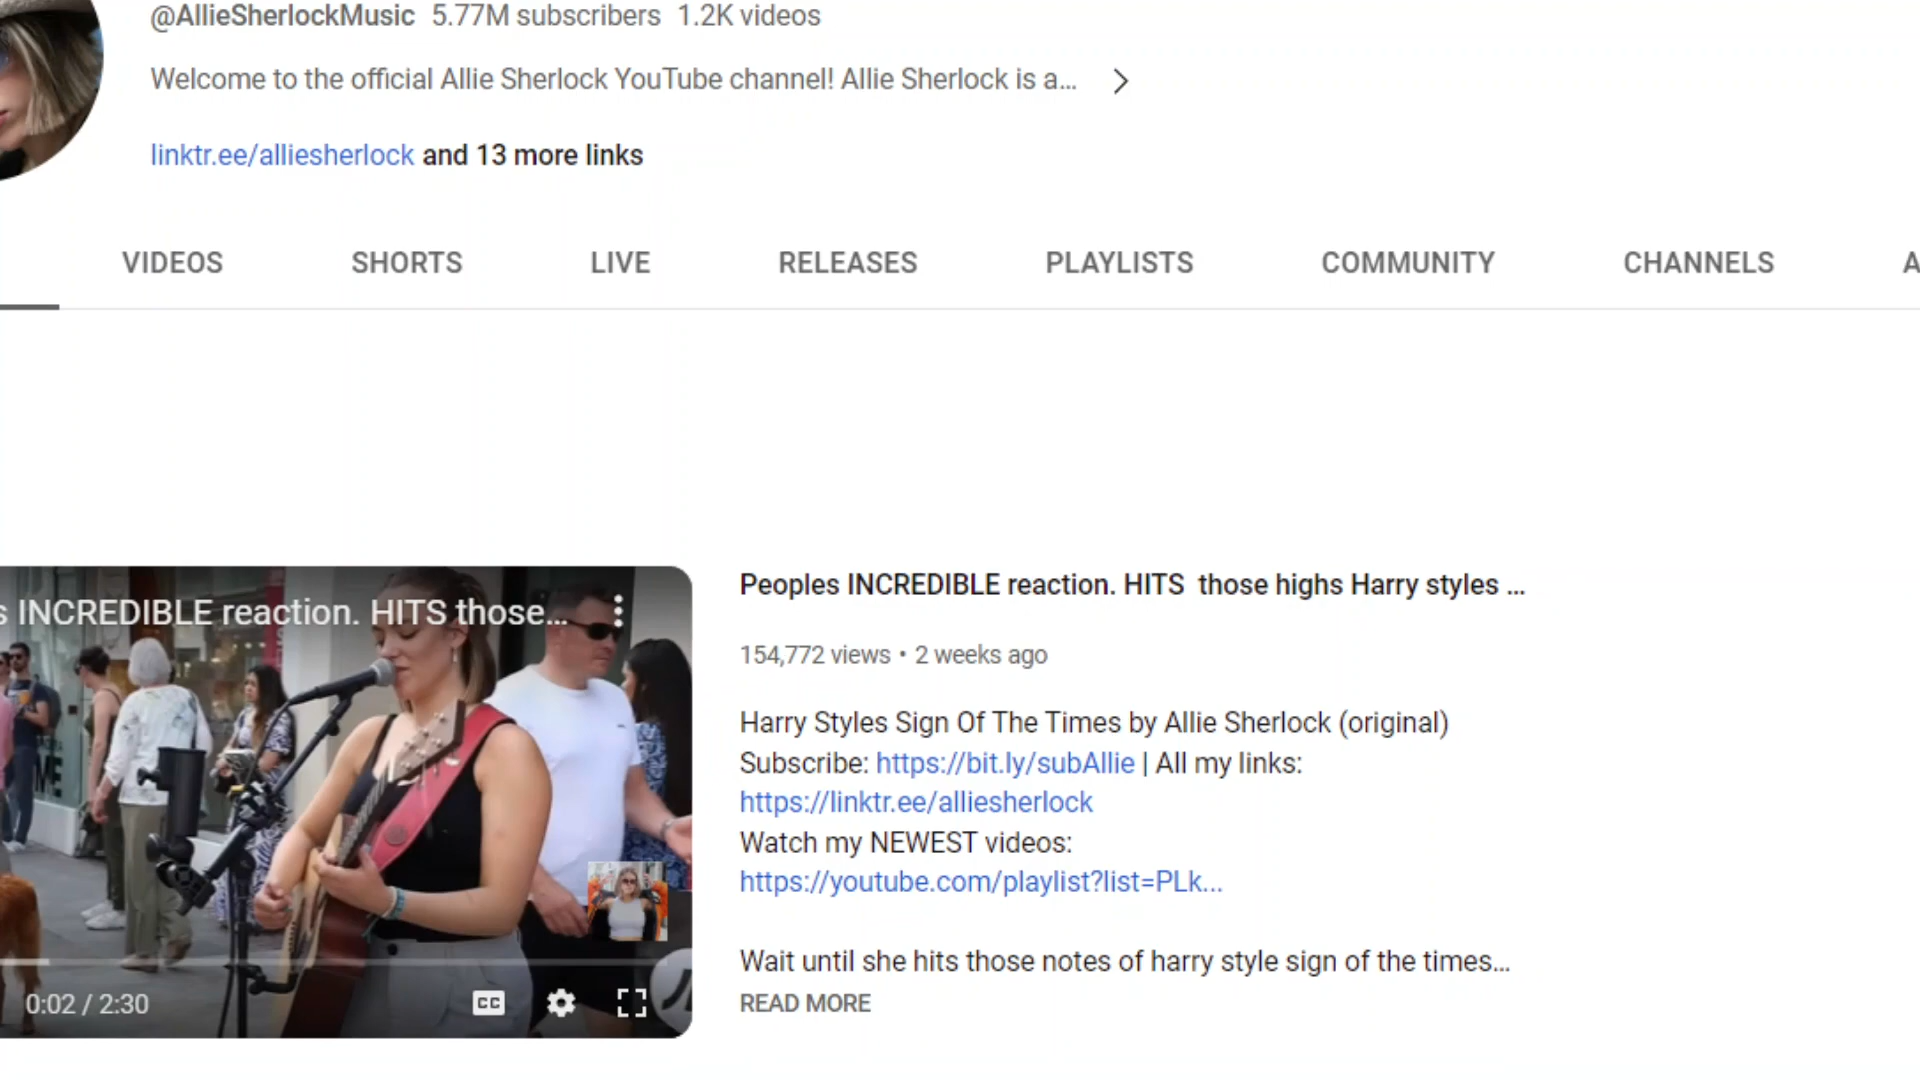 @AllieSherlockMusic 5.77M subscribers 1.2K videos
Welcome to the official Allie Sherlock YouTube channel! Allie Sherlock is a...
linktr.ee/alliesherlock and 13 more links
VIDEOS SHORTS LIVE RELEASES PLAYLISTS COMMUNITY CHANNELS A
s INCREDIBLE reaction. HITS those...
0:02 / 2:30
CC
Peoples INCREDIBLE reaction. HITS those highs Harry styles ...
154,772 views • 2 weeks ago
Harry Styles Sign Of The Times by Allie Sherlock (original)
Subscribe: https://bit.ly/subAllie | All my links:
https://linktr.ee/alliesherlock
Watch my NEWEST videos:
https://youtube.com/playlist?list=PLk...
Wait until she hits those notes of harry style sign of the times...
READ MORE